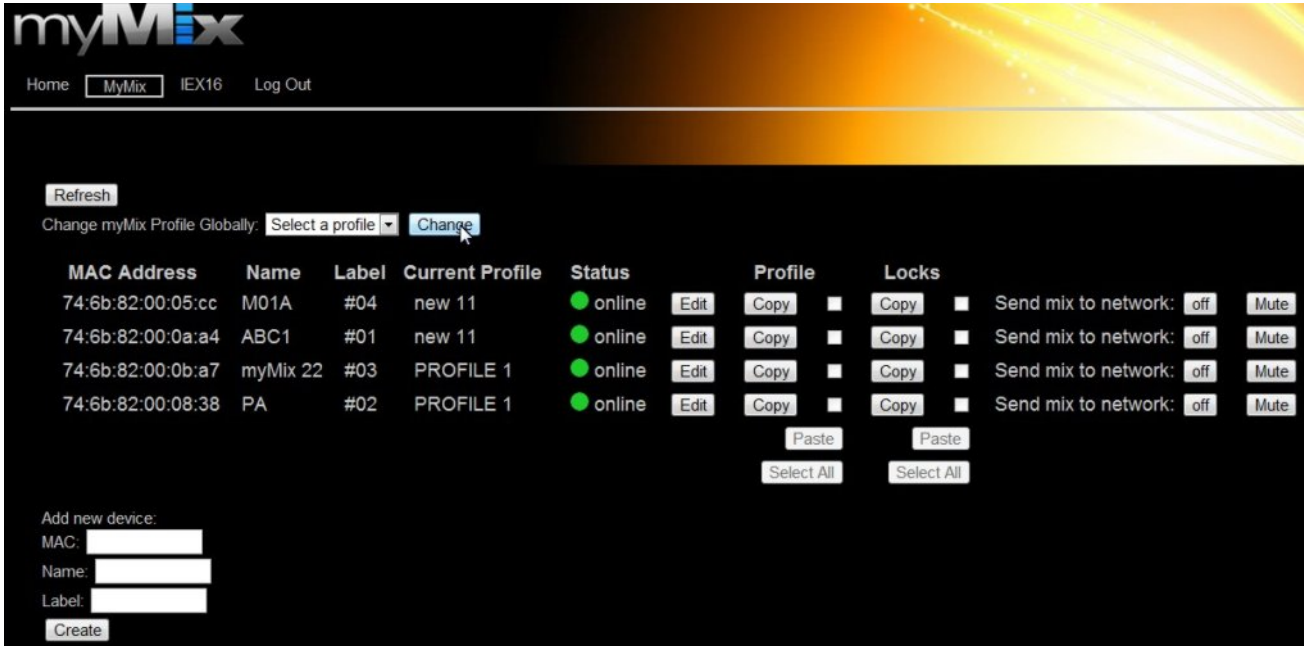 myMix
Home MyMix IEX16 Log Out
Refresh
Change myMix Profile Globally: Select a profile Change
MAC Address Name Label Current Profile Status Profile Locks
74:6b:82:00:05:cc M01A #04 new 11 online Edit Copy Copy Send mix to network: off Mute
74:6b:82:00:0a:a4 ABC1 #01 new 11 online Edit Copy Copy Send mix to network: off Mute
74:6b:82:00:0b:a7 myMix 22 #03 PROFILE 1 online Edit Copy Copy Send mix to network: off Mute
74:6b:82:00:08:38 PA #02 PROFILE 1 online Edit Copy Copy Send mix to network: off Mute
Paste Paste
Select All Select All
Add new device:
MAC:
Name:
Label:
Create